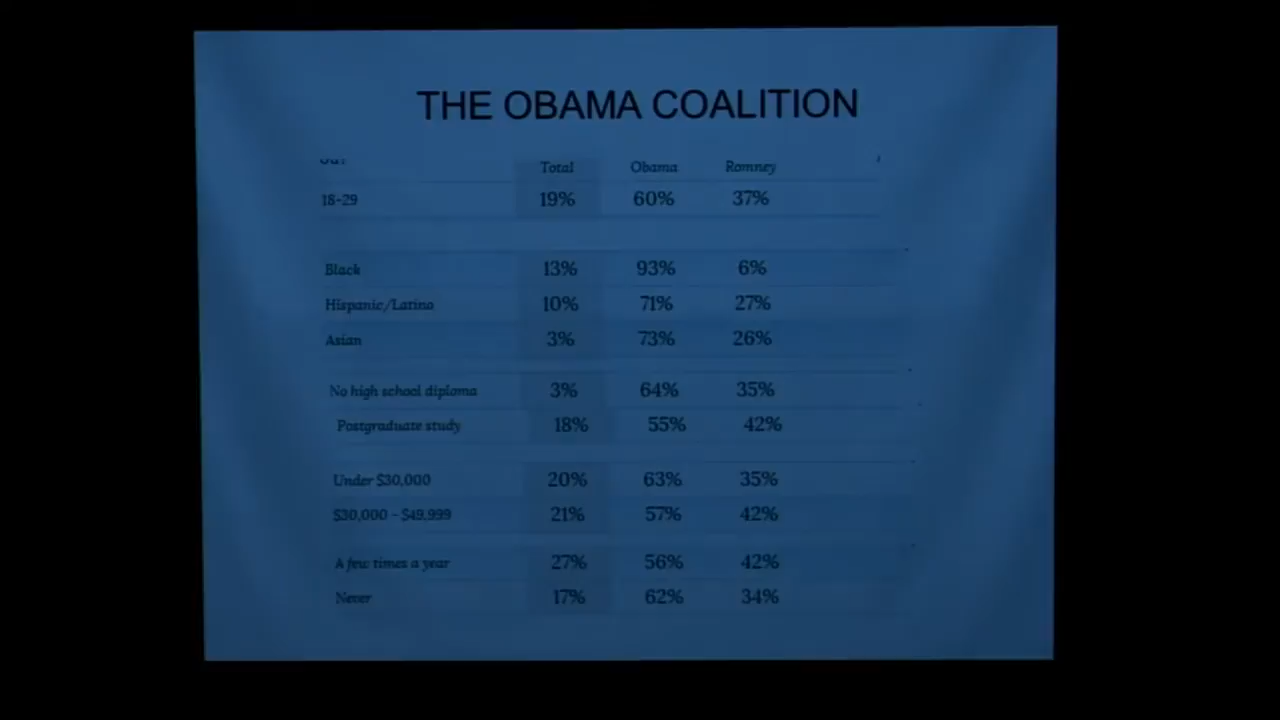 THE OBAMA COALITION
Total Obama Romney
18-29 19% 60% 37%
Black 13% 93% 6%
Hispanic/Latino 10% 71% 27%
Asian 3% 73% 26%
No high school diploma 3% 64% 35%
Postgraduate study 18% 55% 42%
Under $30,000 20% 63% 35%
$30,000 - $49,999 21% 57% 42%
A few times a year 27% 56% 42%
Never 17% 62% 34%